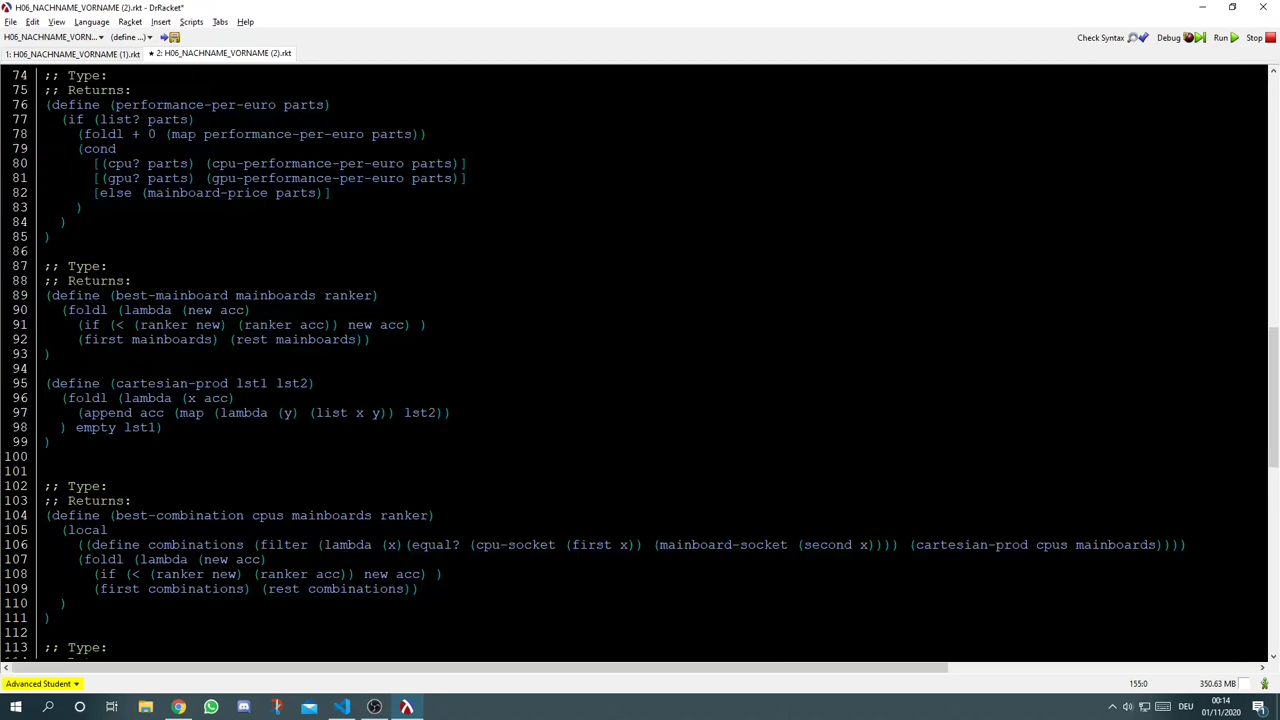 H06_NACHNAME_VORNAME (2).rkt - DrRacket*
File Edit View Language Racket Insert Scripts Tabs Help
H06_NACHNAME_VORN... (define ...) Check Syntax Debug Run Stop
1: H06_NACHNAME_VORNAME (1).rkt ★ 2: H06_NACHNAME_VORNAME (2).rkt
74 ;; Type:
75 ;; Returns:
76 (define (performance-per-euro parts)
77 (if (list? parts)
78 (foldl + 0 (map performance-per-euro parts))
79 (cond
80 [(cpu? parts) (cpu-performance-per-euro parts)]
81 [(gpu? parts) (gpu-performance-per-euro parts)]
82 [else (mainboard-price parts)]
83 )
84 )
85 )
86
87 ;; Type:
88 ;; Returns:
89 (define (best-mainboard mainboards ranker)
90 (foldl (lambda (new acc)
91 (if (< (ranker new) (ranker acc)) new acc) )
92 (first mainboards) (rest mainboards))
93 )
94
95 (define (cartesian-prod lst1 lst2)
96 (foldl (lambda (x acc)
97 (append acc (map (lambda (y) (list x y)) lst2))
98 ) empty lst1)
99 )
100
101
102 ;; Type:
103 ;; Returns:
104 (define (best-combination cpus mainboards ranker)
105 (local
106 ((define combinations (filter (lambda (x)(equal? (cpu-socket (first x)) (mainboard-socket (second x)))) (cartesian-prod cpus mainboards))))
107 (foldl (lambda (new acc)
108 (if (< (ranker new) (ranker acc)) new acc) )
109 (first combinations) (rest combinations))
110 )
111 )
112
113 ;; Type:
Advanced Student 155:0 350.63 MB
DEU 00:14
01/11/2020